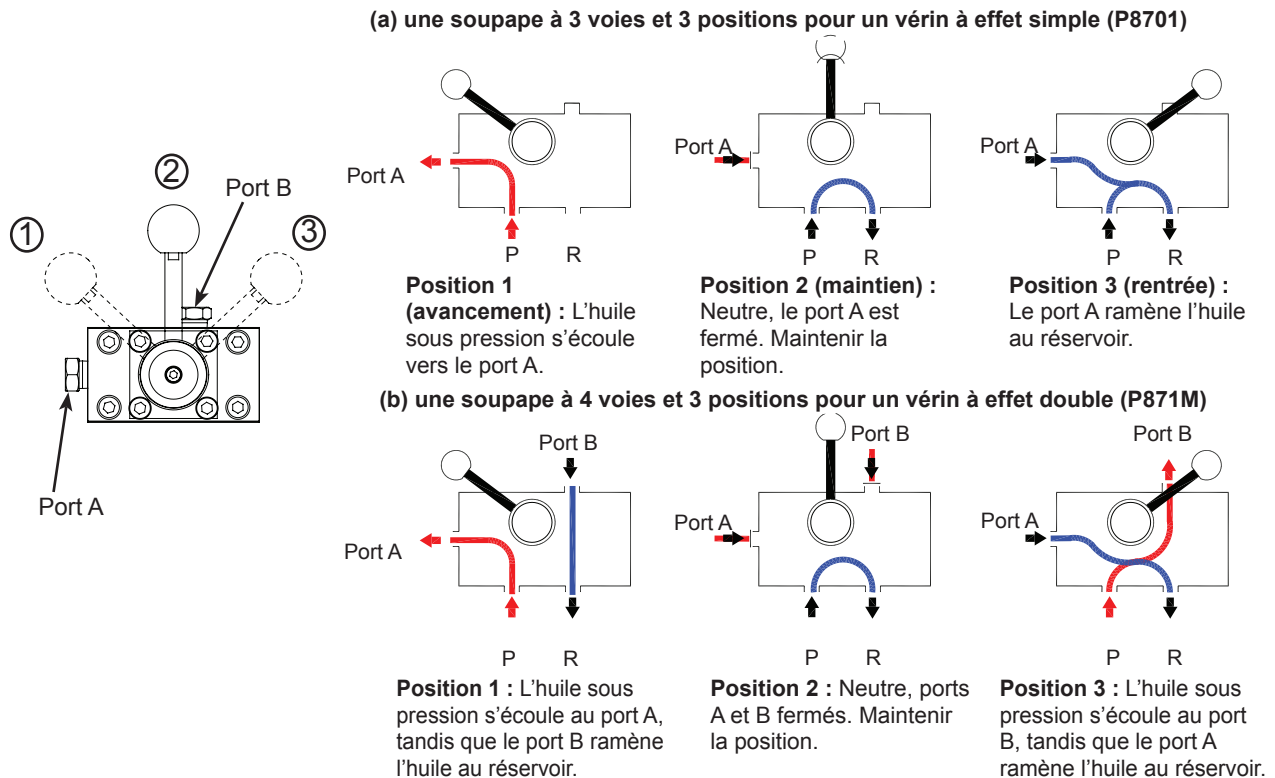 (a) une soupape à 3 voies et 3 positions pour un vérin à effet simple (P8701)
①
②
③
Port B
Port A
Port A
P R
Position 1
(avancement) : L’huile
sous pression s’écoule
vers le port A.
Port A
P R
Position 2 (maintien) :
Neutre, le port A est
fermé. Maintenir la
position.
Port A
P R
Position 3 (rentrée) :
Le port A ramène l’huile
au réservoir.
(b) une soupape à 4 voies et 3 positions pour un vérin à effet double (P871M)
Port B
Port A
P R
Position 1 : L’huile sous
pression s’écoule au port A,
tandis que le port B ramène
l’huile au réservoir.
Port B
Port A
P R
Position 2 : Neutre, ports
A et B fermés. Maintenir
la position.
Port B
Port A
P R
Position 3 : L’huile sous
pression s’écoule au port
B, tandis que le port A
ramène l’huile au réservoir.